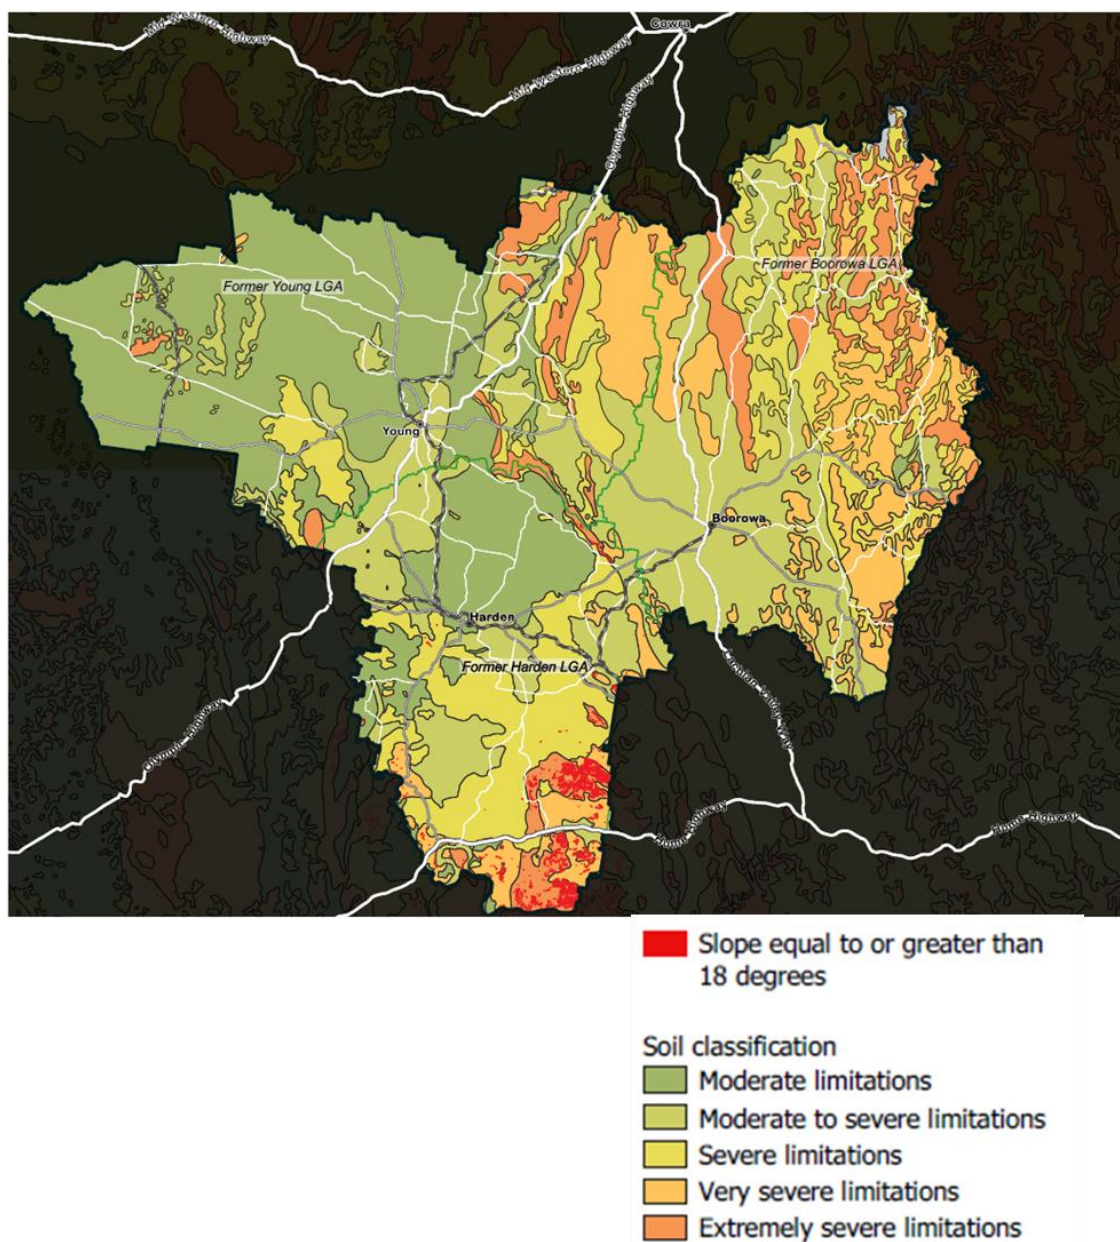 Cowra
Mid-Western Highway
Mid-Western Highway
Olympic Highway
Former Boorowa LGA
Former Young LGA
Young
Boorowa
Harden
Former Harden LGA
Lachlan Valley Way
Olympic Highway
Hume Highway
Hume Highway
Slope equal to or greater than
18 degrees
Soil classification
Moderate limitations
Moderate to severe limitations
Severe limitations
Very severe limitations
Extremely severe limitations